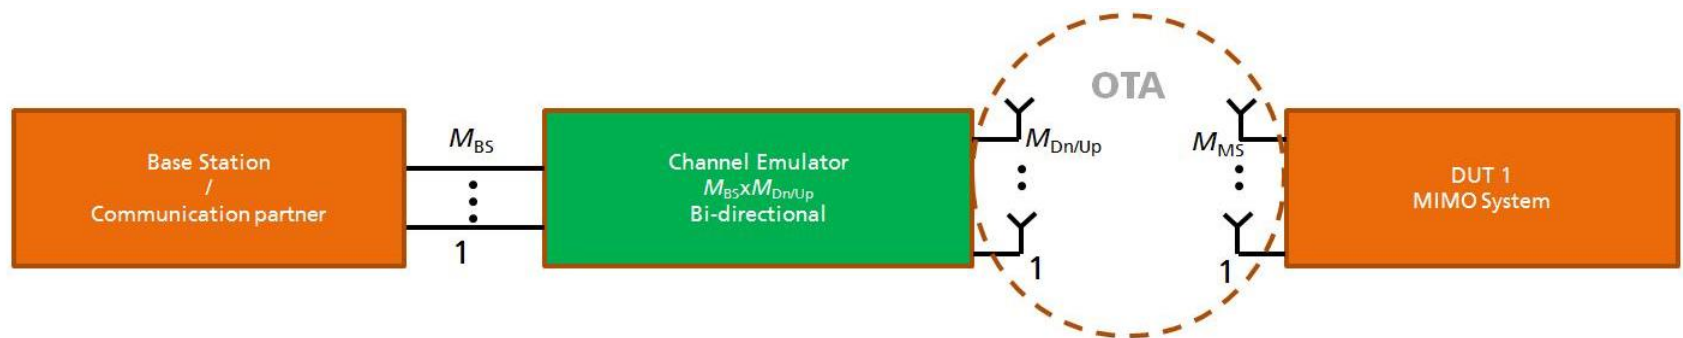 OTA
M_BS
M_Dn/Up
M_MS
Base Station
/
Communication partner
Channel Emulator
M_BSxM_Dn/Up
Bi-directional
DUT 1
MIMO System
1
1
1